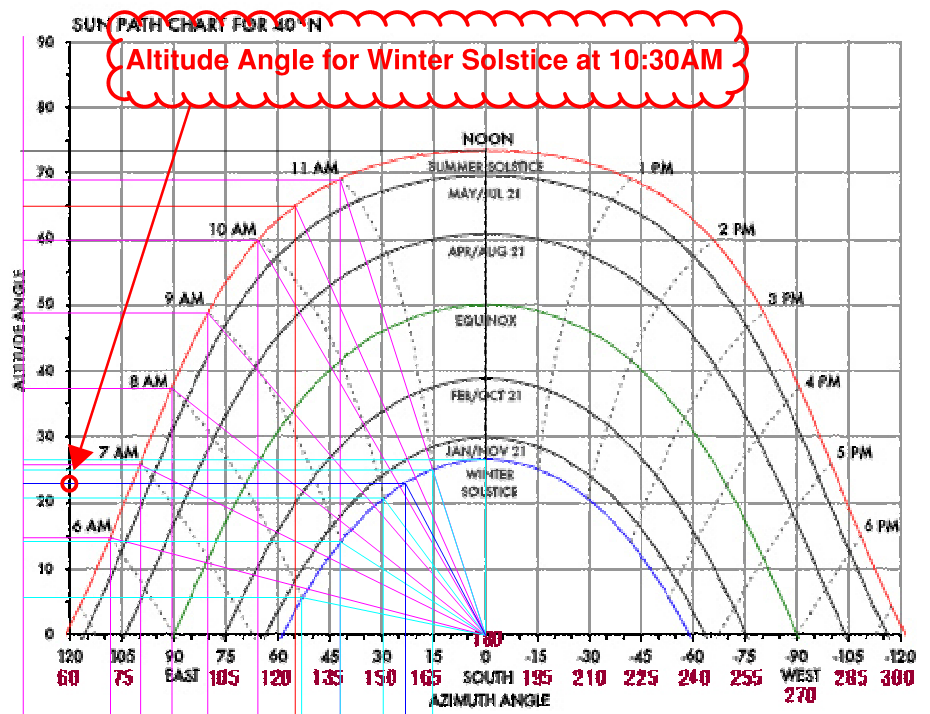 SUN PATH CHART FOR 40° N
Altitude Angle for Winter Solstice at 10:30AM
90
80
70
60
50
40
30
20
10
0
ALTITUDE ANGLE
NOON
11 AM
SUMMER SOLSTICE
1 PM
MAY/JUL 21
10 AM
2 PM
APR/AUG 21
9 AM
3 PM
EQUINOX
8 AM
4 PM
FEB/OCT 21
7 AM
JAN/NOV 21
5 PM
WINTER
SOLSTICE
6 AM
6 PM
180
120 105 90 75 60 45 30 15 0 -15 -30 -45 -60 -75 -90 -105 -120
60 75 EAST 105 120 135 150 165 SOUTH 195 210 225 240 255 WEST 285 300
270
AZIMUTH ANGLE